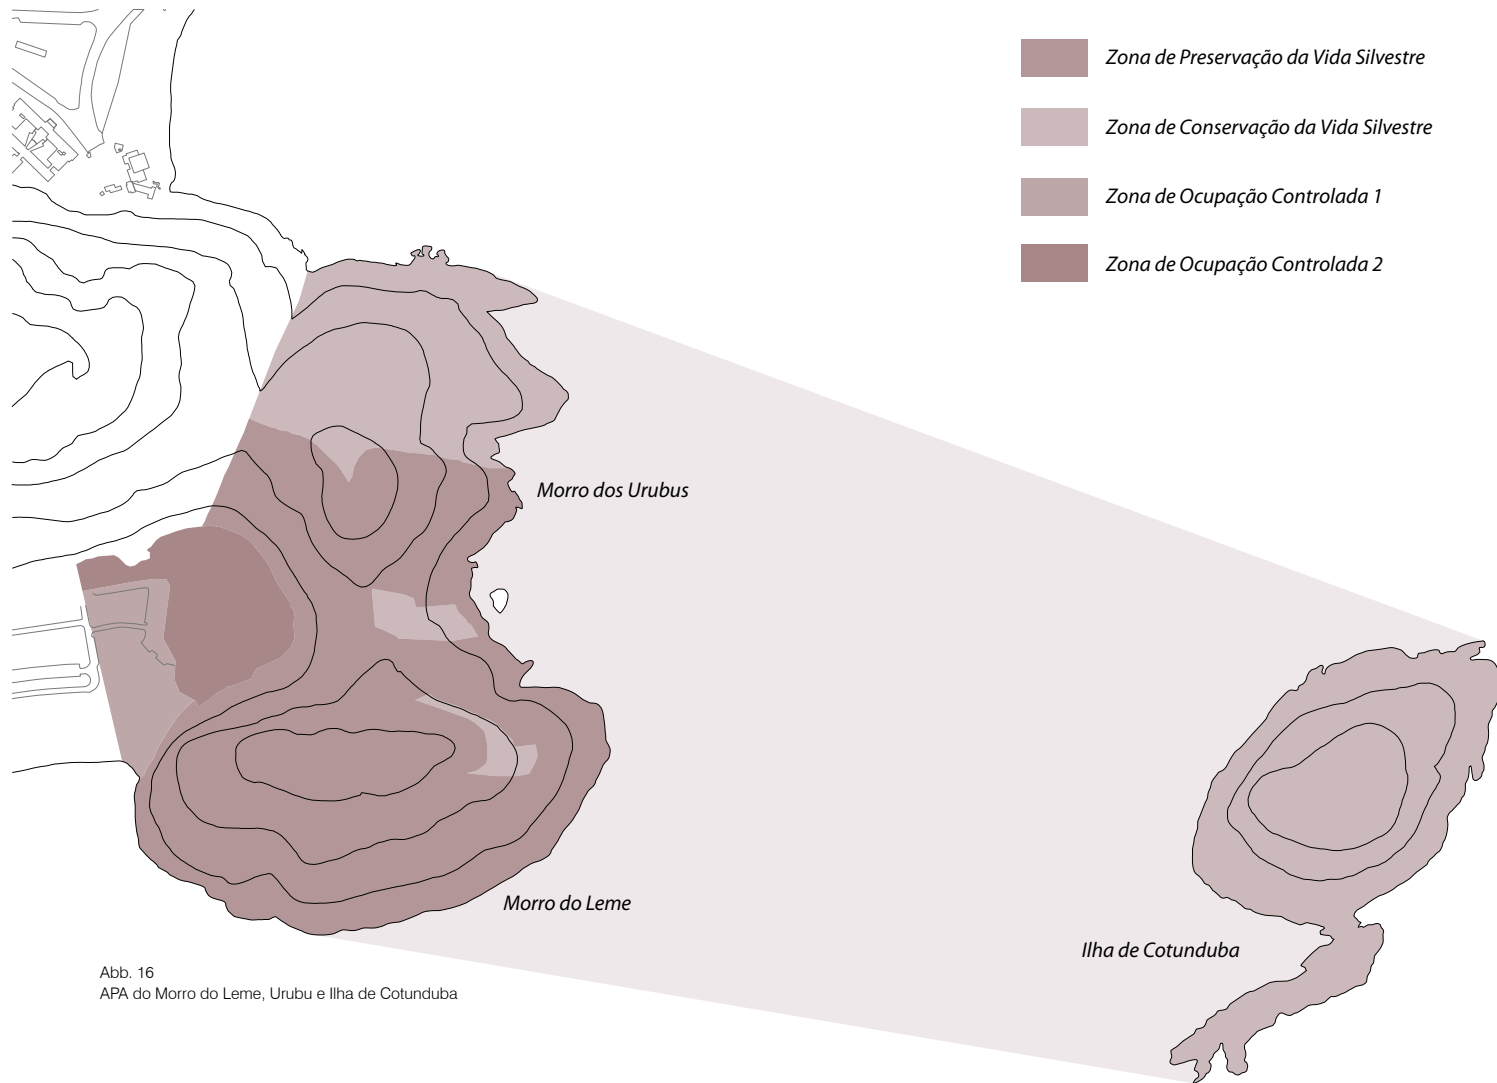 Zona de Preservação da Vida Silvestre
Zona de Conservação da Vida Silvestre
Zona de Ocupação Controlada 1
Zona de Ocupação Controlada 2
Morro dos Urubus
Morro do Leme
Ilha de Cotunduba
Abb. 16
APA do Morro do Leme, Urubu e Ilha de Cotunduba